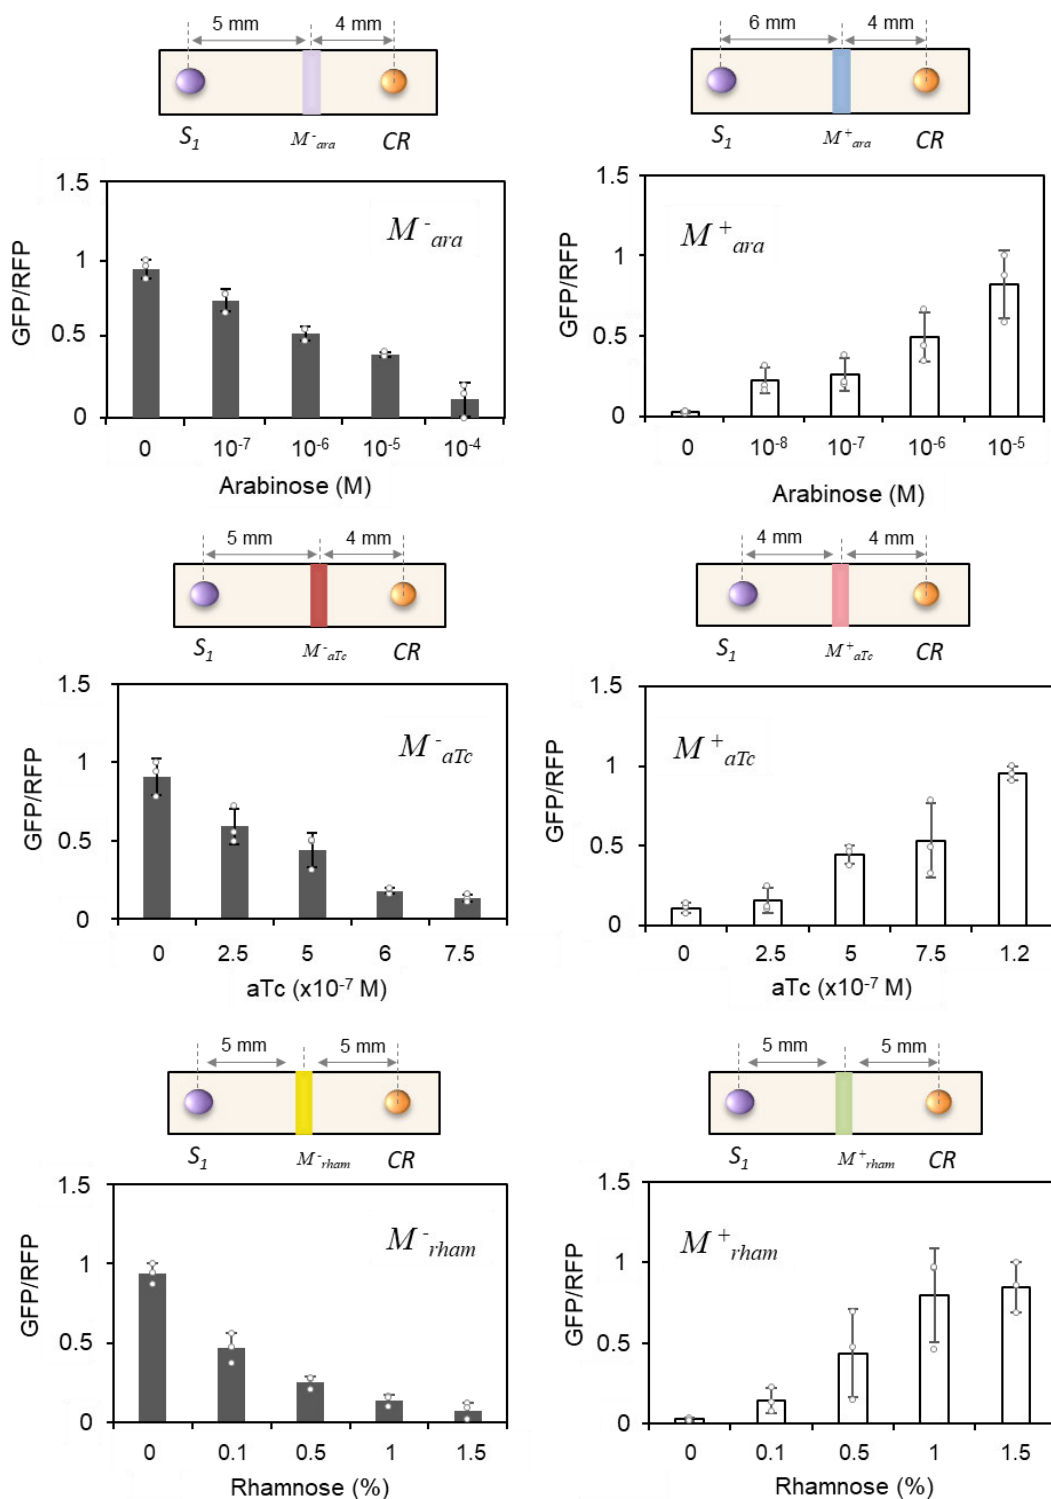 5 mm 4 mm
S₁ M⁻ara CR
1.5
1
0.5
0
GFP/RFP
M⁻ara
0 10⁻⁷ 10⁻⁶ 10⁻⁵ 10⁻⁴
Arabinose (M)
6 mm 4 mm
S₁ M⁺ara CR
1.5
1
0.5
0
GFP/RFP
M⁺ara
0 10⁻⁸ 10⁻⁷ 10⁻⁶ 10⁻⁵
Arabinose (M)
5 mm 4 mm
S₁ M⁻aTc CR
1.5
1
0.5
0
GFP/RFP
M⁻aTc
0 2.5 5 6 7.5
aTc (x10⁻⁷ M)
4 mm 4 mm
S₁ M⁺aTc CR
1.5
1
0.5
0
GFP/RFP
M⁺aTc
0 2.5 5 7.5 1.2
aTc (x10⁻⁷ M)
5 mm 5 mm
S₁ M⁻rham CR
1.5
1
0.5
0
GFP/RFP
M⁻rham
0 0.1 0.5 1 1.5
Rhamnose (%)
5 mm 5 mm
S₁ M⁺rham CR
1.5
1
0.5
0
GFP/RFP
M⁺rham
0 0.1 0.5 1 1.5
Rhamnose (%)